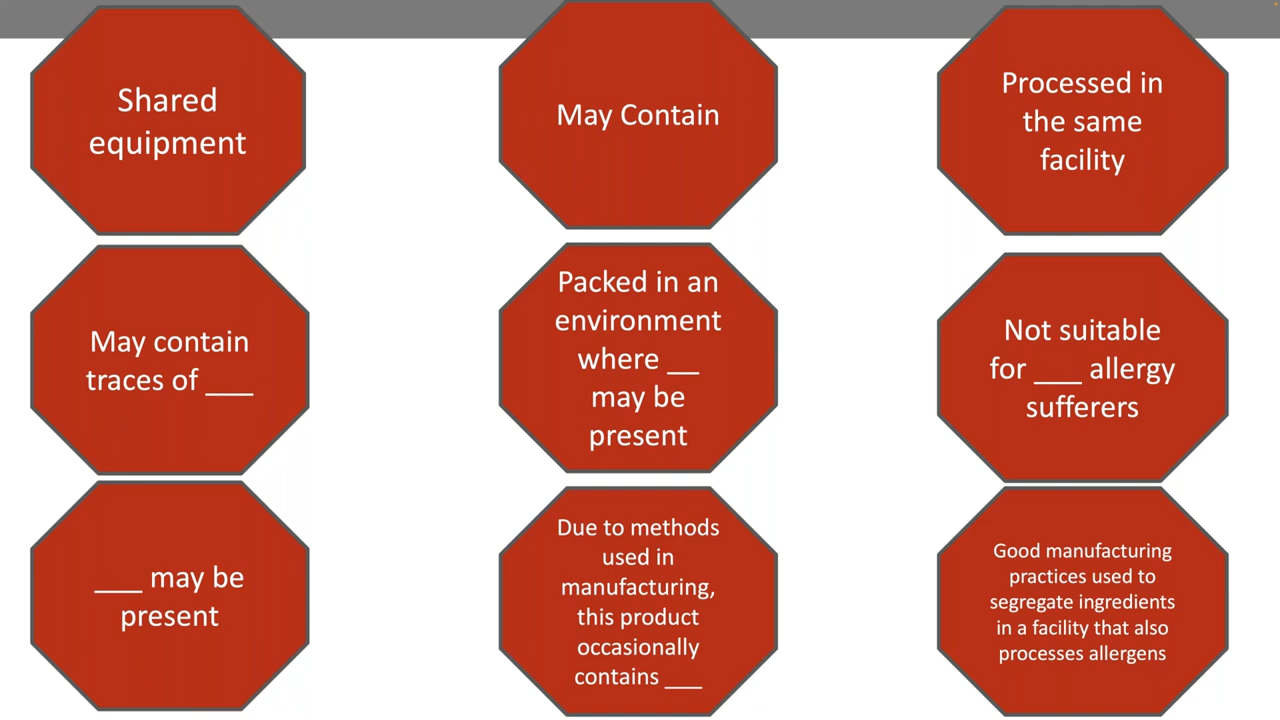 Shared
equipment
May Contain
Processed in
the same
facility
May contain
traces of ___
Packed in an
environment
where __
may be
present
Not suitable
for ___ allergy
sufferers
___ may be
present
Due to methods
used in
manufacturing,
this product
occasionally
contains ___
Good manufacturing
practices used to
segregate ingredients
in a facility that also
processes allergens